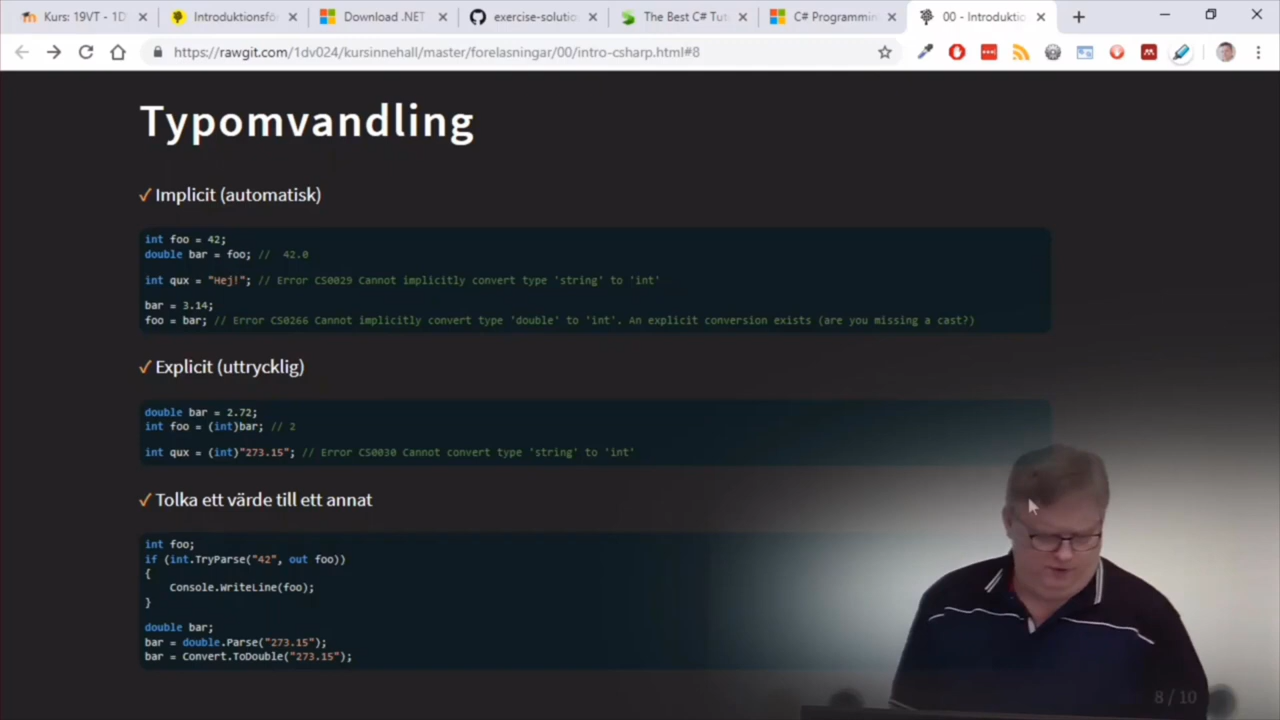 Kurs: 19VT - 1D
Introduktionsfö
Download .NET
exercise-solutio
The Best C# Tut
C# Programmin
00 - Introduktio
https://rawgit.com/1dv024/kursinnehall/master/forelasningar/00/intro-csharp.html#8
Typomvandling
✓ Implicit (automatisk)
int foo = 42;
double bar = foo; // 42.0
int qux = "Hej!"; // Error CS0029 Cannot implicitly convert type 'string' to 'int'
bar = 3.14;
foo = bar; // Error CS0266 Cannot implicitly convert type 'double' to 'int'. An explicit conversion exists (are you missing a cast?)
✓ Explicit (uttrycklig)
double bar = 2.72;
int foo = (int)bar; // 2
int qux = (int)"273.15"; // Error CS0030 Cannot convert type 'string' to 'int'
✓ Tolka ett värde till ett annat
int foo;
if (int.TryParse("42", out foo))
{
Console.WriteLine(foo);
}
double bar;
bar = double.Parse("273.15");
bar = Convert.ToDouble("273.15");
8 / 10